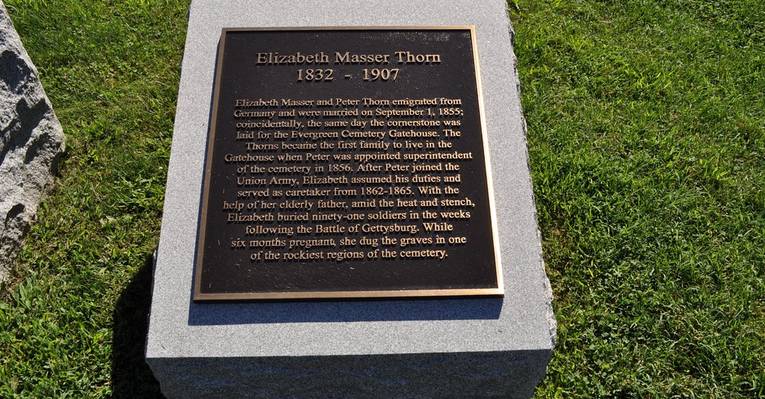 Elizabeth Masser Thorn
1832 - 1907
Elizabeth Masser and Peter Thorn emigrated from
Germany and were married on September 1, 1855;
coincidentally, the same day the cornerstone was
laid for the Evergreen Cemetery Gatehouse. The
Thorns became the first family to live in the
Gatehouse when Peter was appointed superintendent
of the cemetery in 1856. After Peter joined the
Union Army, Elizabeth assumed his duties and
served as caretaker from 1862-1865. With the
help of her elderly father, amid the heat and stench,
Elizabeth buried ninety-one soldiers in the weeks
following the Battle of Gettysburg. While
six months pregnant, she dug the graves in one
of the rockiest regions of the cemetery.